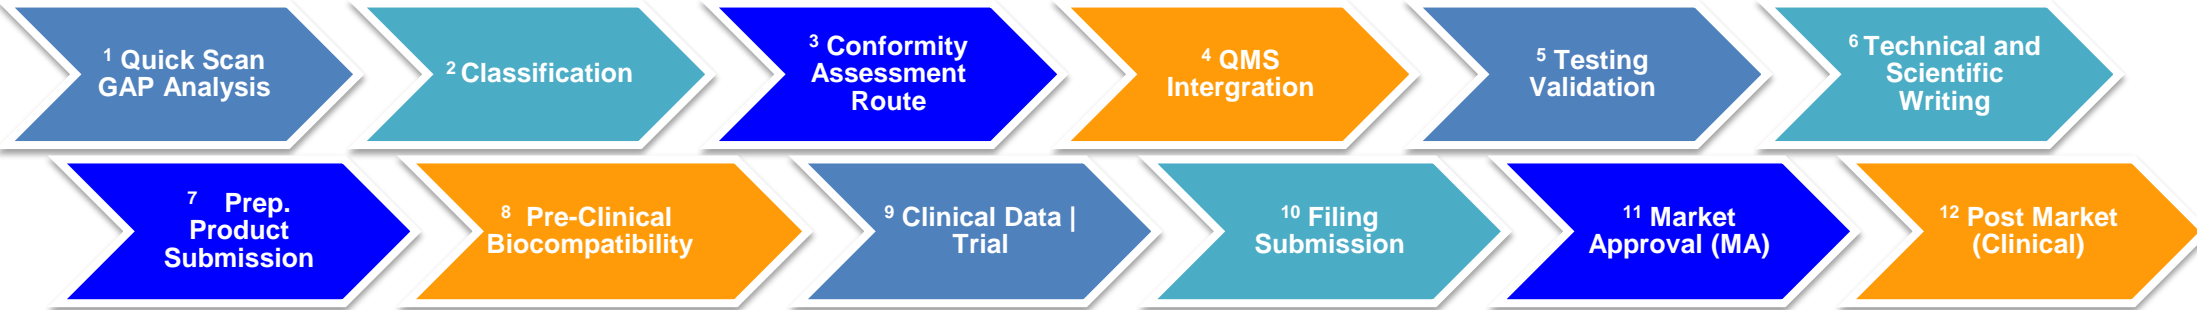 1 Quick Scan
GAP Analysis
2 Classification
3 Conformity
Assessment
Route
4 QMS
Intergration
5 Testing
Validation
6 Technical and
Scientific
Writing
7 Prep.
Product
Submission
8 Pre-Clinical
Biocompatibility
9 Clinical Data |
Trial
10 Filing
Submission
11 Market
Approval (MA)
12 Post Market
(Clinical)